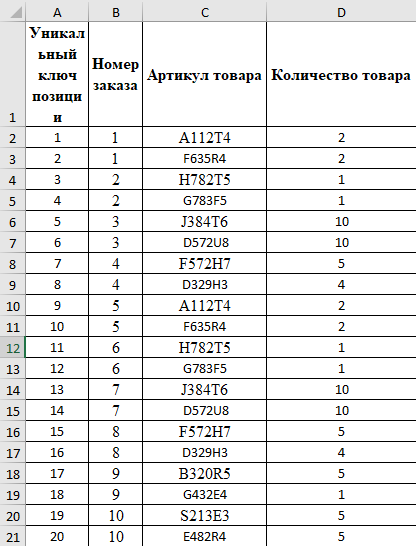 A B C D
1 Уникал
ьный
ключ
позици
и Номер
заказа Артикул товара Количество товара
2 1 1 A112T4 2
3 2 1 F635R4 2
4 3 2 H782T5 1
5 4 2 G783F5 1
6 5 3 J384T6 10
7 6 3 D572U8 10
8 7 4 F572H7 5
9 8 4 D329H3 4
10 9 5 A112T4 2
11 10 5 F635R4 2
12 11 6 H782T5 1
13 12 6 G783F5 1
14 13 7 J384T6 10
15 14 7 D572U8 10
16 15 8 F572H7 5
17 16 8 D329H3 4
18 17 9 B320R5 5
19 18 9 G432E4 1
20 19 10 S213E3 5
21 20 10 E482R4 5